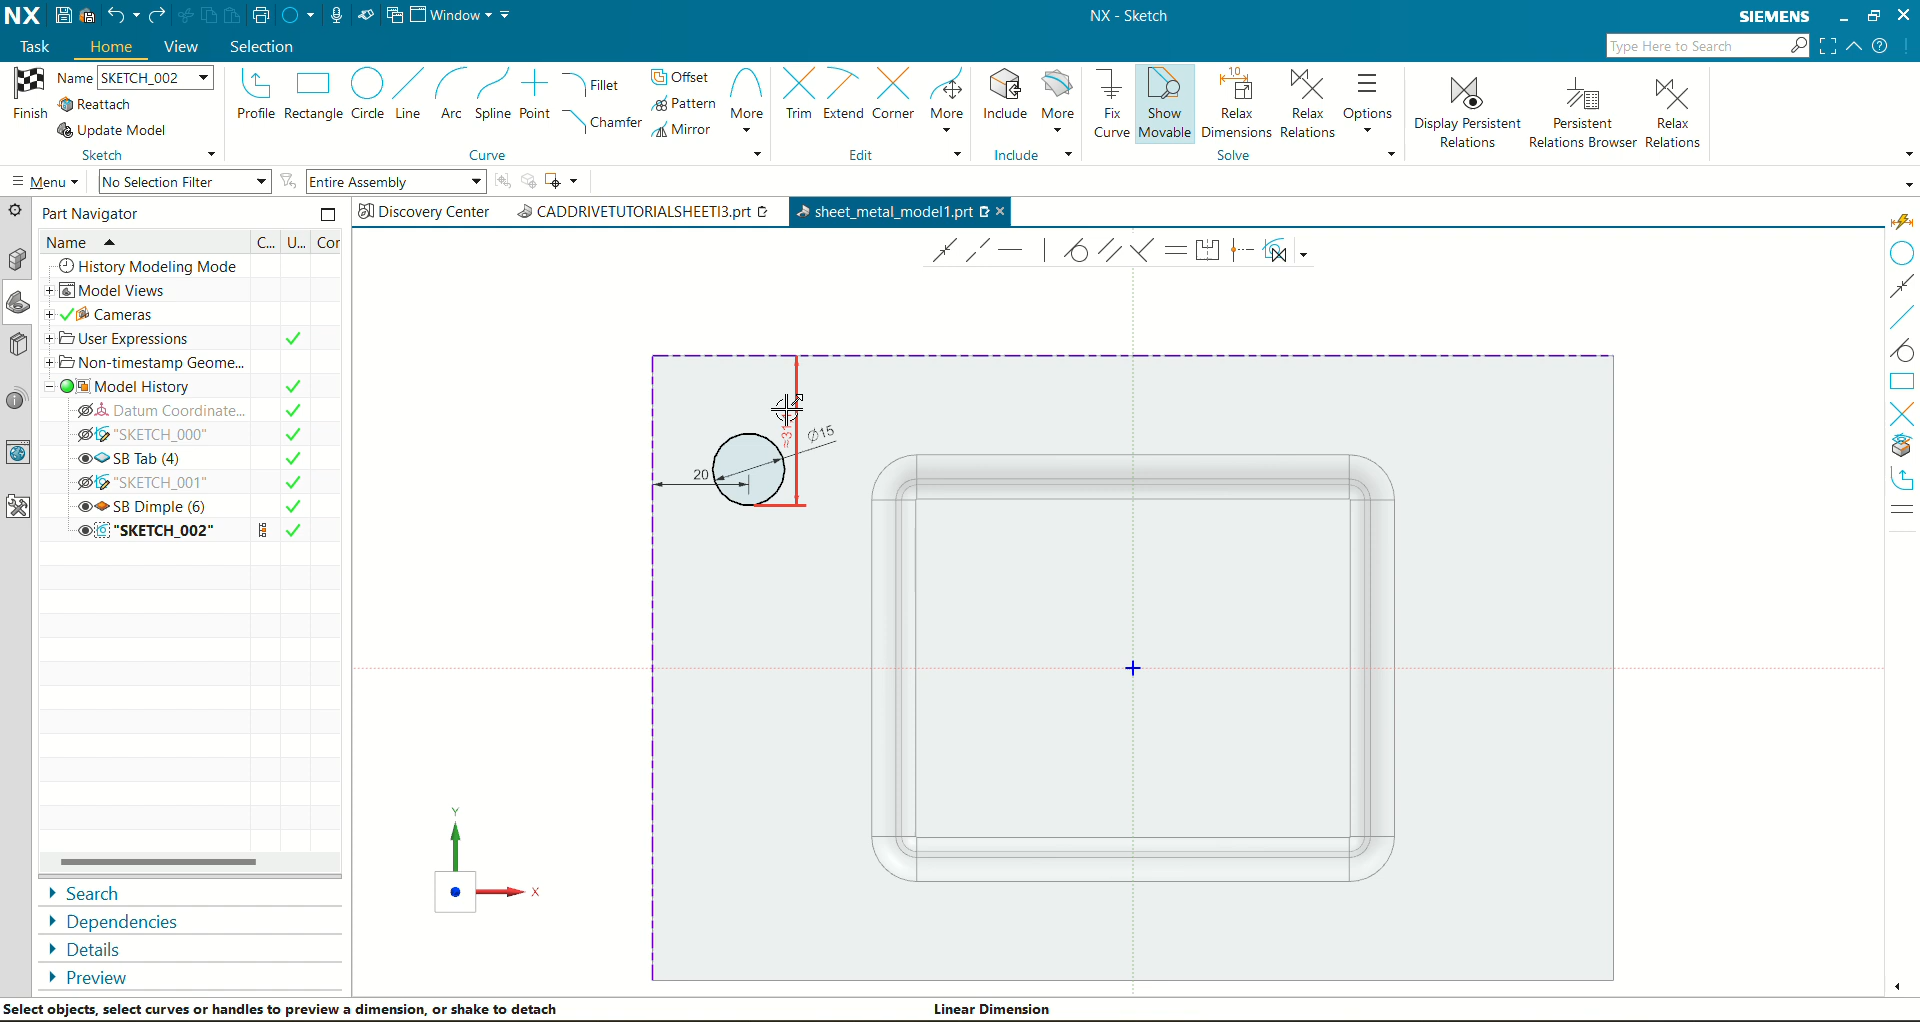 NX
Window
NX - Sketch
SIEMENS
Task
Home
View
Selection
Type Here to Search
Finish
Name SKETCH_002
Reattach
Update Model
Sketch
Profile
Rectangle
Circle
Line
Arc
Spline
Point
Fillet
Chamfer
Offset
Pattern
Mirror
More
Curve
Trim
Extend
Corner
More
Edit
Include
More
Include
Fix
Curve
Show
Movable
Relax
Dimensions
Relax
Relations
Options
Solve
Display Persistent
Relations
Persistent
Relations Browser
Relax
Relations
Menu
No Selection Filter
Entire Assembly
Part Navigator
Discovery Center
CADDRIVETUTORIALSHEETI3.prt
sheet_metal_model1.prt
Name
C...
U...
Cor
History Modeling Mode
Model Views
Cameras
User Expressions
Non-timestamp Geome...
Model History
Datum Coordinate...
"SKETCH_000"
SB Tab (4)
"SKETCH_001"
SB Dimple (6)
"SKETCH_002"
Ø15
20
Y
X
Search
Dependencies
Details
Preview
Select objects, select curves or handles to preview a dimension, or shake to detach
Linear Dimension